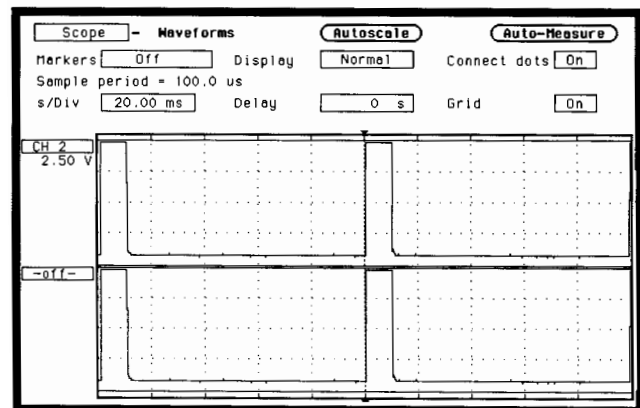 Scope - Waveforms Autoscale Auto-Measure
Markers Off Display Normal Connect dots On
Sample period = 100.0 us
s/Div 20.00 ms Delay 0 s Grid On
CH 2
2.50 V
-off-